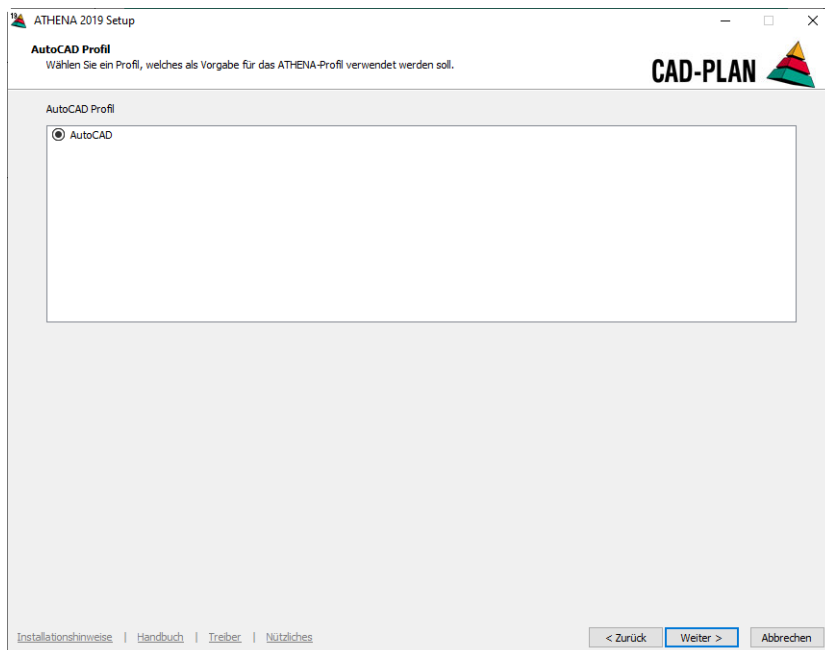 ATHENA 2019 Setup
AutoCAD Profil
Wählen Sie ein Profil, welches als Vorgabe für das ATHENA-Profil verwendet werden soll.
CAD-PLAN
AutoCAD Profil
AutoCAD
Installationshinweise | Handbuch | Treiber | Nützliches
< Zurück Weiter > Abbrechen